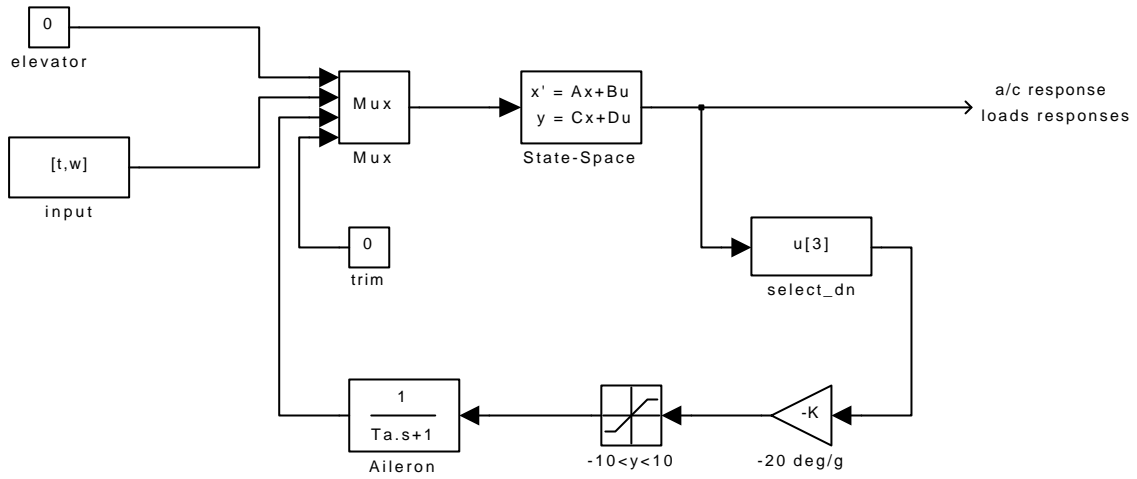 0
elevator
[t,w]
input
Mux
Mux
x' = Ax+Bu
y = Cx+Du
State-Space
a/c response
loads responses
0
trim
u[3]
select_dn
1
Ta.s+1
Aileron
-10<y<10
-K
-20 deg/g